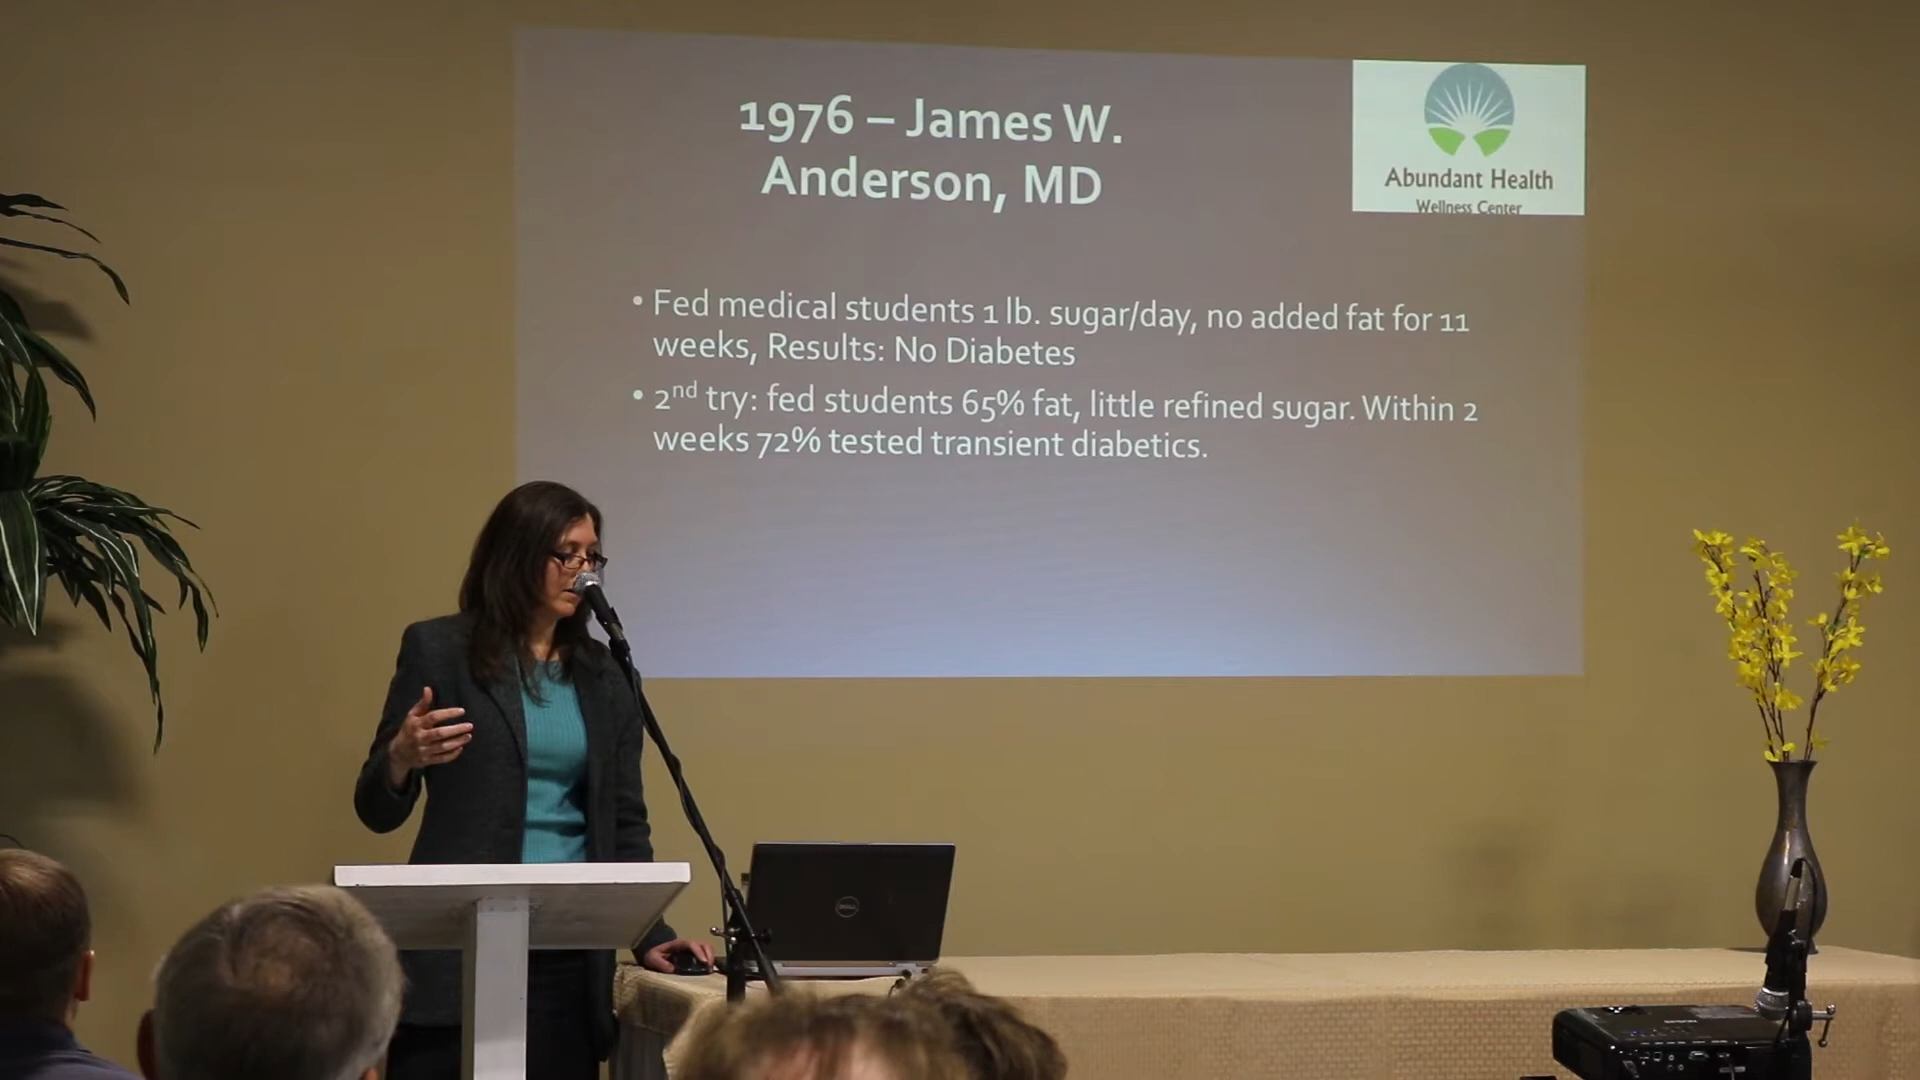 1976 – James W.
Anderson, MD
Abundant Health
Wellness Center
• Fed medical students 1 lb. sugar/day, no added fat for 11
weeks, Results: No Diabetes
• 2nd try: fed students 65% fat, little refined sugar. Within 2
weeks 72% tested transient diabetics.
DELL
EPSON